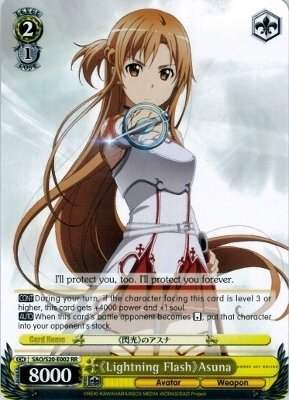 LEVEL
2
1
COST
I'll protect you, too. I'll protect you forever.
CONT During your turn, if the character facing this card is level 3 or
higher, this card gets +4000 power and +1 soul.
AUTO When this card's battle opponent becomes, put that card
into your opponent's stock.
Card Name
《閃光》のアスナ
CH SAO/S20-E002 RR
8000
《Lightning Flash》Asuna
Avatar
Weapon